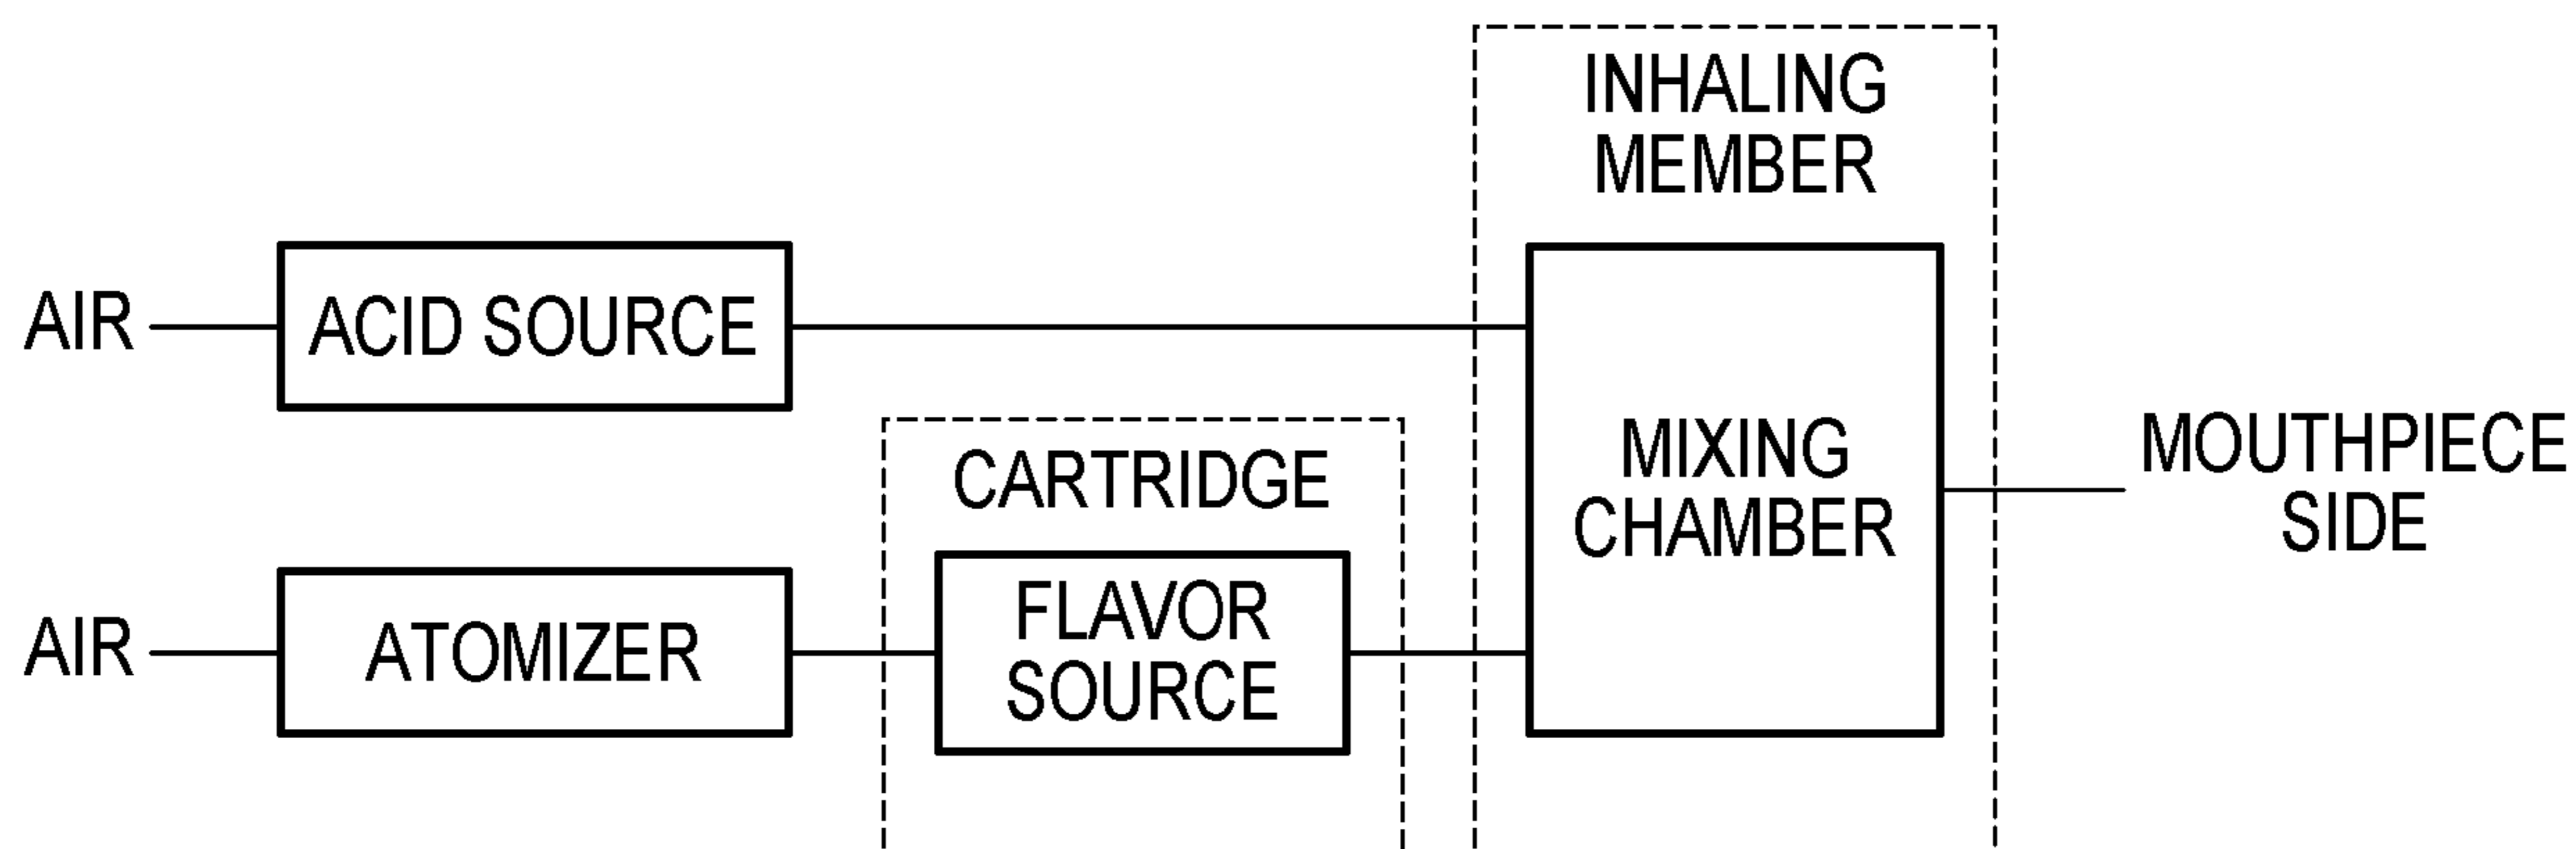 INHALING
MEMBER
AIR
ACID SOURCE
CARTRIDGE
MIXING
CHAMBER
MOUTHPIECE
SIDE
AIR
ATOMIZER
FLAVOR
SOURCE